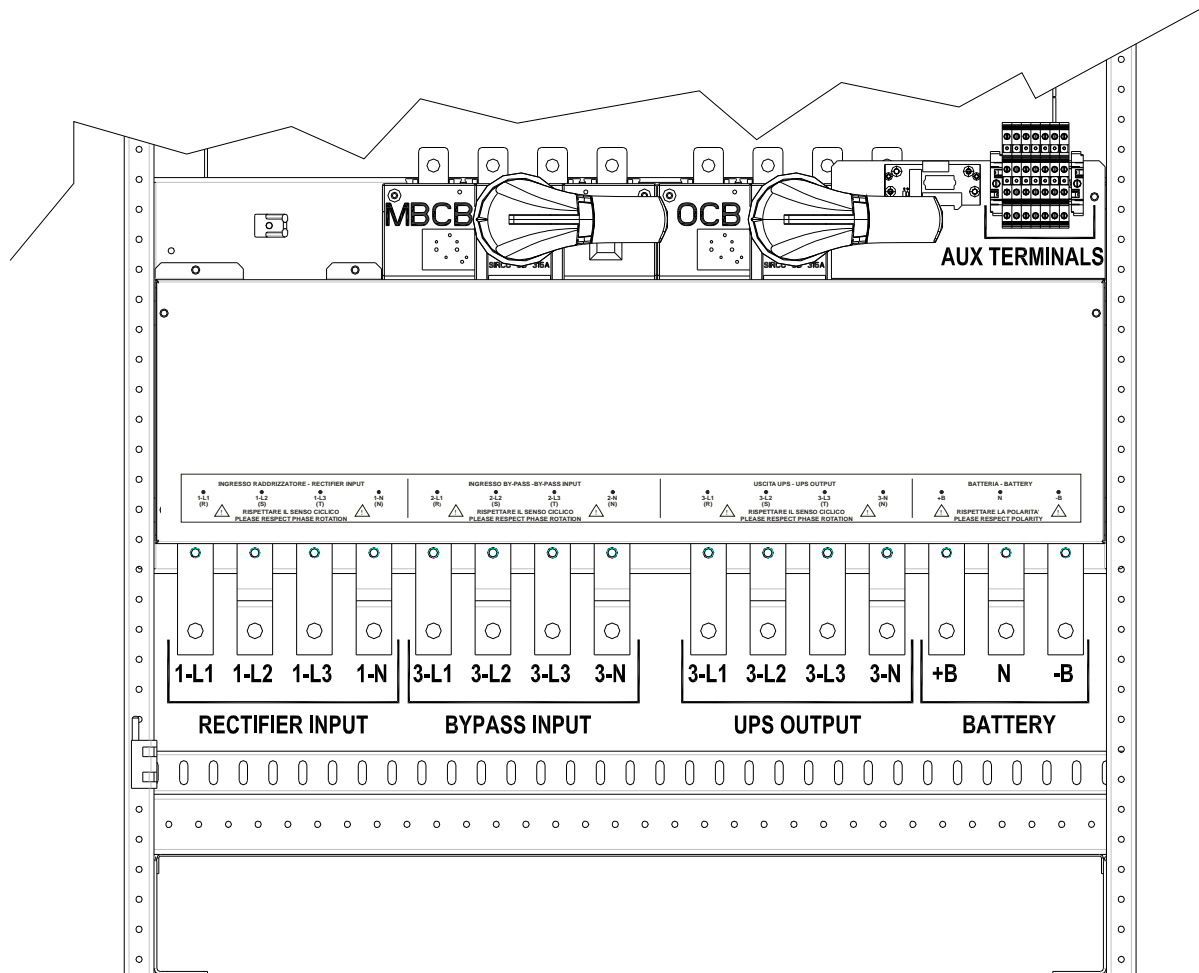 MBCB
OCB
SIRCO
315A
SIRCO
315A
AUX TERMINALS
INGRESSO RADDRIZZATORE - RECTIFIER INPUT
1-L1 1-L2 1-L3 1-N
(R) (S) (T) (N)
RISPETTARE IL SENSO CICLICO
PLEASE RESPECT PHASE ROTATION
INGRESSO BY-PASS -BY-PASS INPUT
2-L1 2-L2 2-L3 2-N
(R) (S) (T) (N)
RISPETTARE IL SENSO CICLICO
PLEASE RESPECT PHASE ROTATION
USCITA UPS - UPS OUTPUT
3-L1 3-L2 3-L3 3-N
(R) (S) (T) (N)
RISPETTARE IL SENSO CICLICO
PLEASE RESPECT PHASE ROTATION
BATTERIA - BATTERY
+B N -B
RISPETTARE LA POLARITA'
PLEASE RESPECT POLARITY
1-L1 1-L2 1-L3 1-N 3-L1 3-L2 3-L3 3-N 3-L1 3-L2 3-L3 3-N +B N -B
RECTIFIER INPUT BYPASS INPUT UPS OUTPUT BATTERY